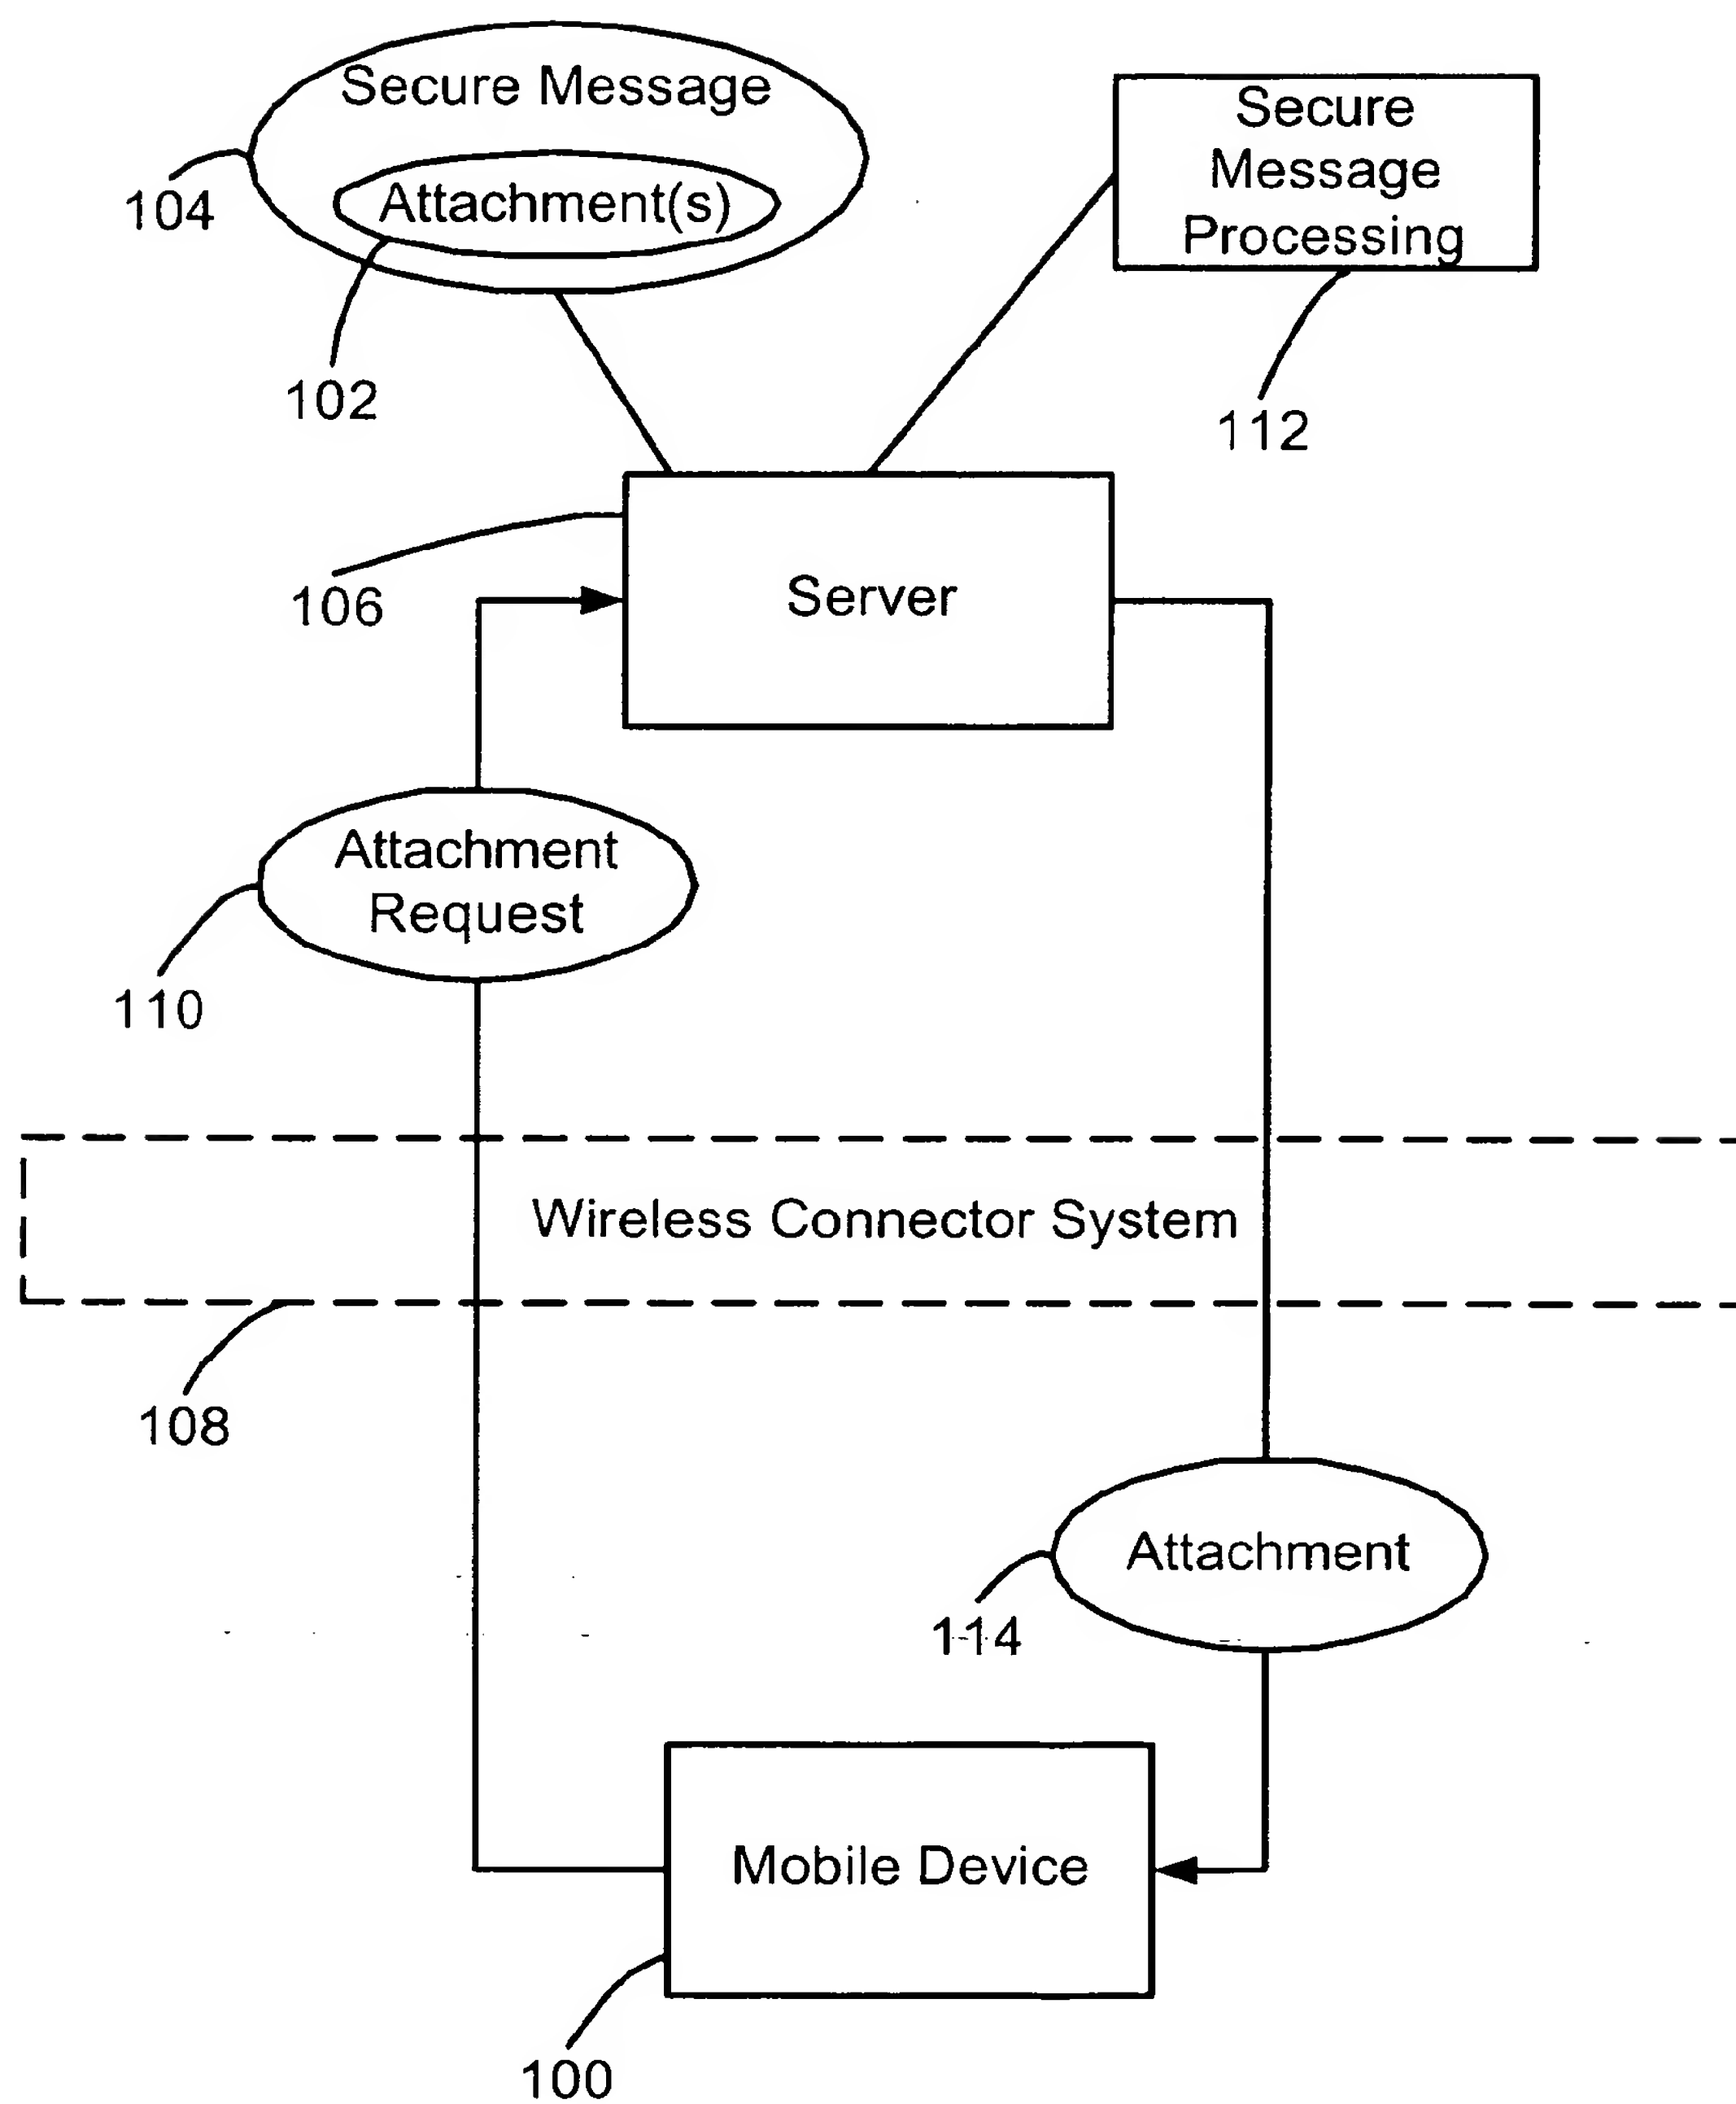 Secure Message
Attachment(s)
104
102
Secure
Message
Processing
112
106
Server
Attachment
Request
110
Wireless Connector System
108
Attachment
114
Mobile Device
100